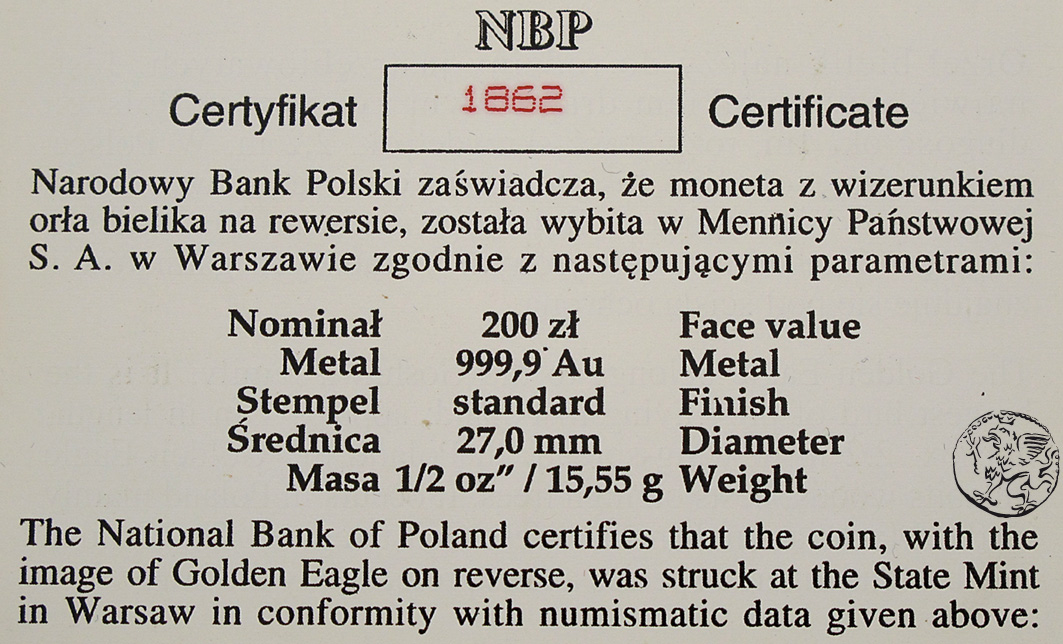 NBP
Certyfikat 1862 Certificate
Narodowy Bank Polski zaświadcza, że moneta z wizerunkiem
orła bielika na rewersie, została wybita w Mennicy Państwowej
S. A. w Warszawie zgodnie z następującymi parametrami:
Nominał 200 zł Face value
Metal 999,9 Au Metal
Stempel standard Finish
Średnica 27,0 mm Diameter
Masa 1/2 oz” / 15,55 g Weight
The National Bank of Poland certifies that the coin, with the
image of Golden Eagle on reverse, was struck at the State Mint
in Warsaw in conformity with numismatic data given above: